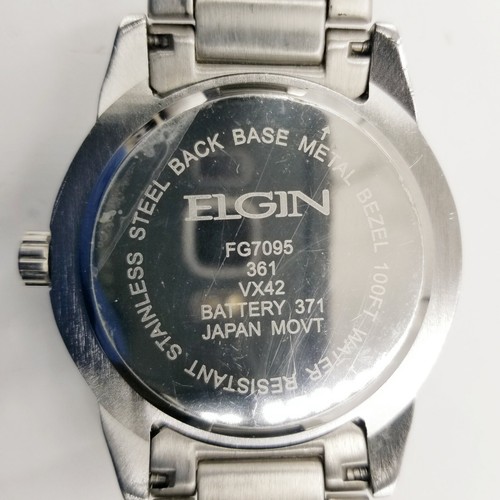 STAINLESS STEEL BACK BASE METAL BEZEL 100FT WATER RESISTANT
ELGIN
FG7095
361
VX42
BATTERY 371
JAPAN MOVT